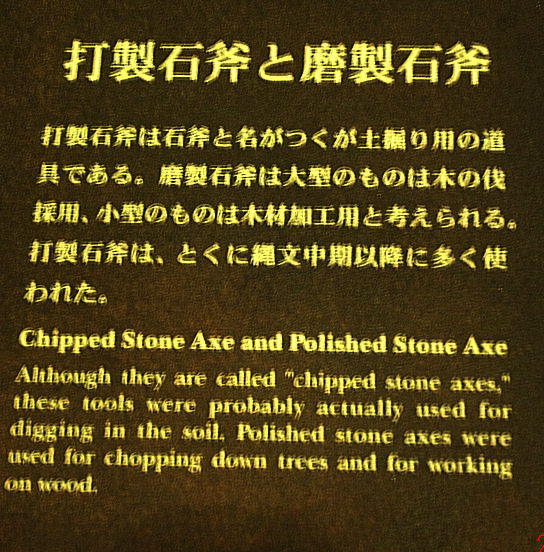 打製石斧と磨製石斧
打製石斧は石斧と名がつくが土掘り用の道
具である。磨製石斧は大型のものは木の伐
採用、小型のものは木材加工用と考えられる。
打製石斧は、とくに縄文中期以降に多く使
われた。
Chipped Stone Axe and Polished Stone Axe
Although they are called "chipped stone axes,"
these tools were probably actually used for
digging in the soil. Polished stone axes were
used for chopping down trees and for working
on wood.